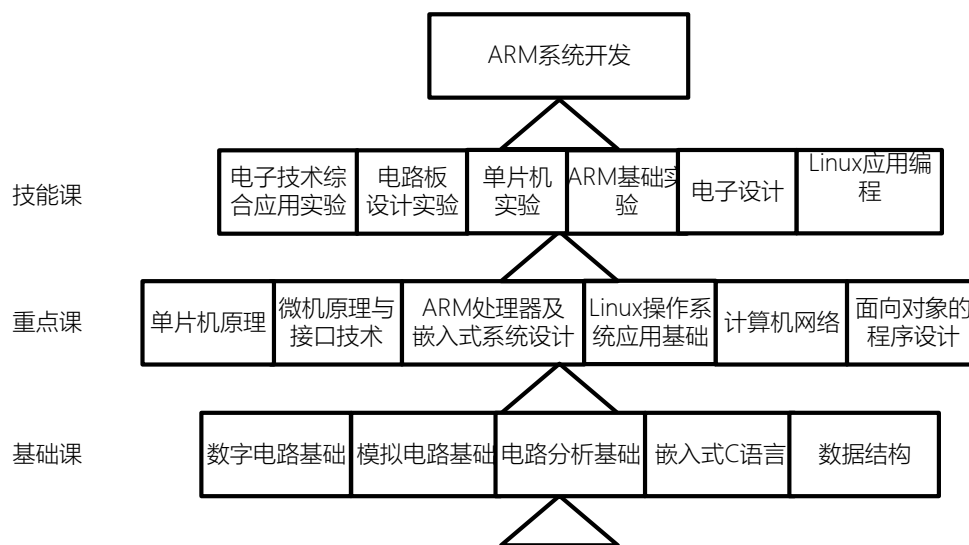 ARM系统开发
技能课
电子技术综
合应用实验
电路板
设计实验
单片机
实验
ARM基础实
验
电子设计
Linux应用编
程
重点课
单片机原理
微机原理与
接口技术
ARM处理器及
嵌入式系统设计
Linux操作系
统应用基础
计算机网络
面向对象的
程序设计
基础课
数字电路基础
模拟电路基础
电路分析基础
嵌入式C语言
数据结构